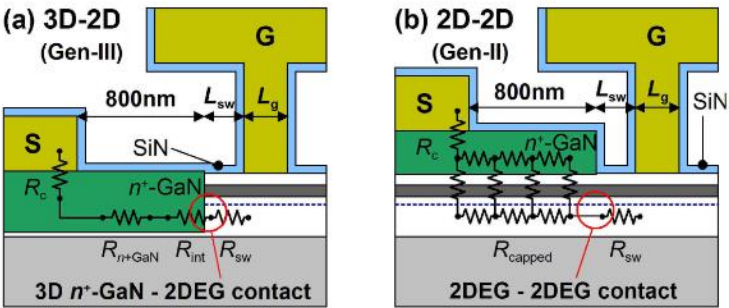 (a) 3D-2D
(Gen-III)
G
800nm
Lsw
Lg
S
SiN
Rc
n+-GaN
Rn+GaN
Rint
Rsw
3D n+-GaN - 2DEG contact
(b) 2D-2D
(Gen-II)
G
800nm
Lsw
Lg
S
SiN
Rc
n+-GaN
Rcapped
Rsw
2DEG - 2DEG contact